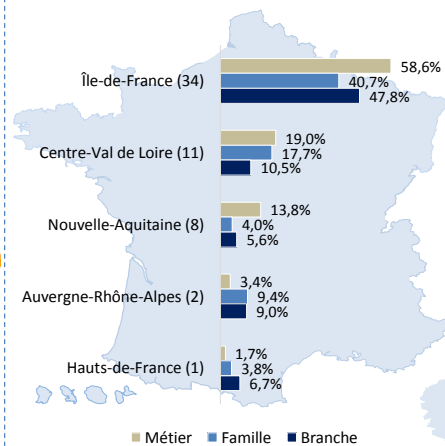 58,6%
Île-de-France (34) 40,7%
47,8%
19,0%
Centre-Val de Loire (11) 17,7%
10,5%
13,8%
Nouvelle-Aquitaine (8) 4,0%
5,6%
3,4%
Auvergne-Rhône-Alpes (2) 9,4%
9,0%
1,7%
Hauts-de-France (1) 3,8%
6,7%
Métier Famille Branche